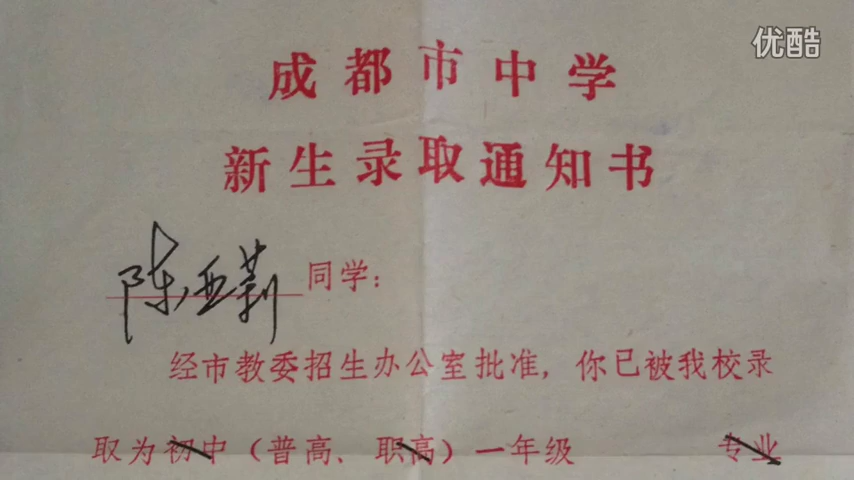 优酷
成都市中学
新生录取通知书
陈亚莉同学：
经市教委招生办公室批准，你已被我校录
取为初中（普高、职高）一年级 专业